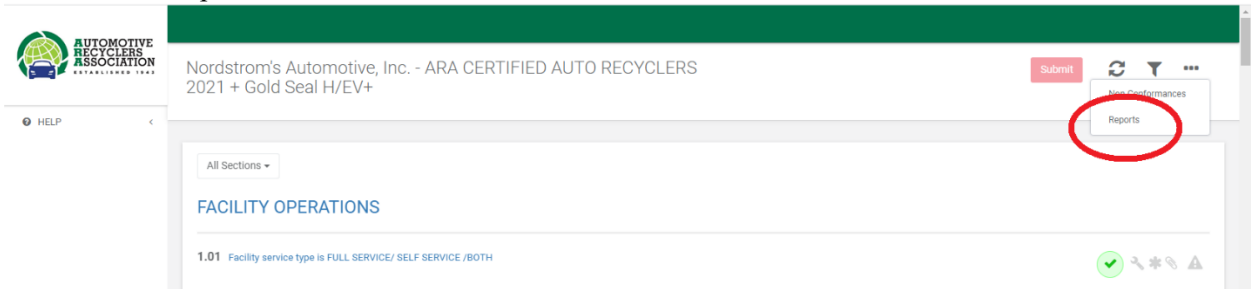 AUTOMOTIVE
RECYCLERS
ASSOCIATION
ESTABLISHED 1943
Nordstrom's Automotive, Inc. - ARA CERTIFIED AUTO RECYCLERS
2021 + Gold Seal H/EV+
Submit
Non Conformances
Reports
HELP
All Sections
FACILITY OPERATIONS
1.01 Facility service type is FULL SERVICE/ SELF SERVICE /BOTH